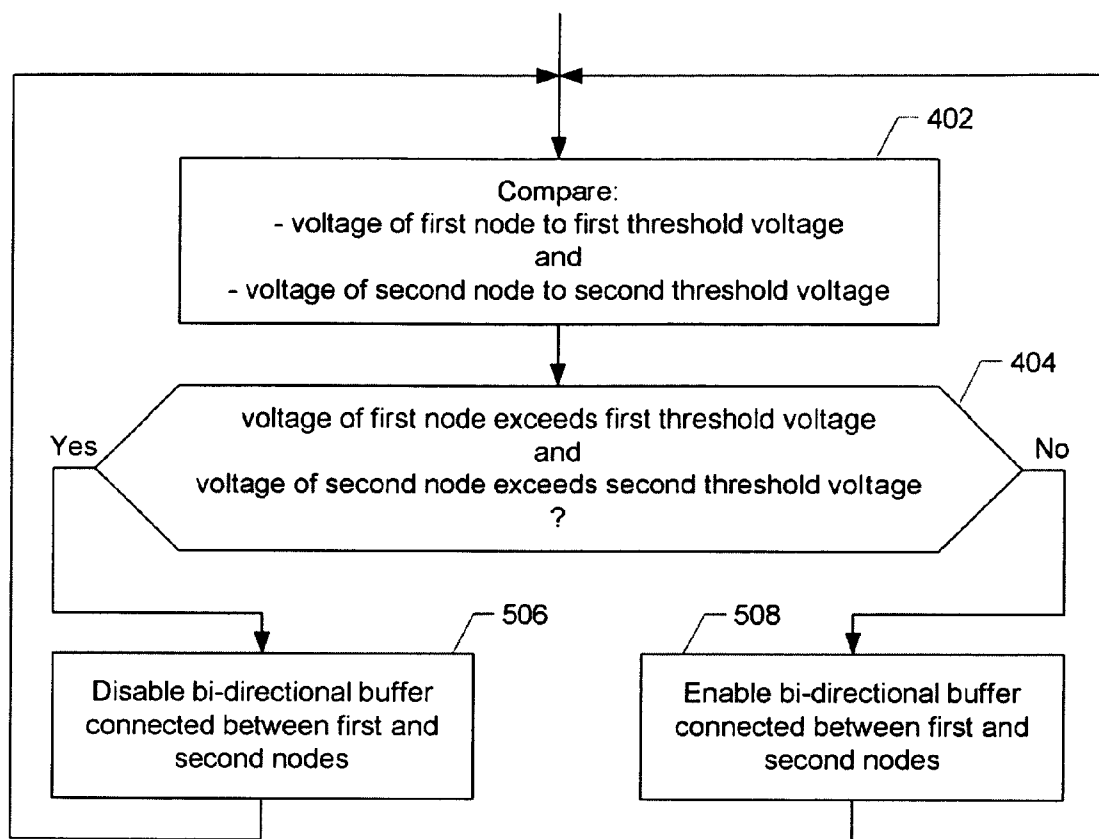 402
Compare:
- voltage of first node to first threshold voltage
and
- voltage of second node to second threshold voltage
404
voltage of first node exceeds first threshold voltage
and
voltage of second node exceeds second threshold voltage
?
Yes
No
506
Disable bi-directional buffer
connected between first and
second nodes
508
Enable bi-directional buffer
connected between first and
second nodes